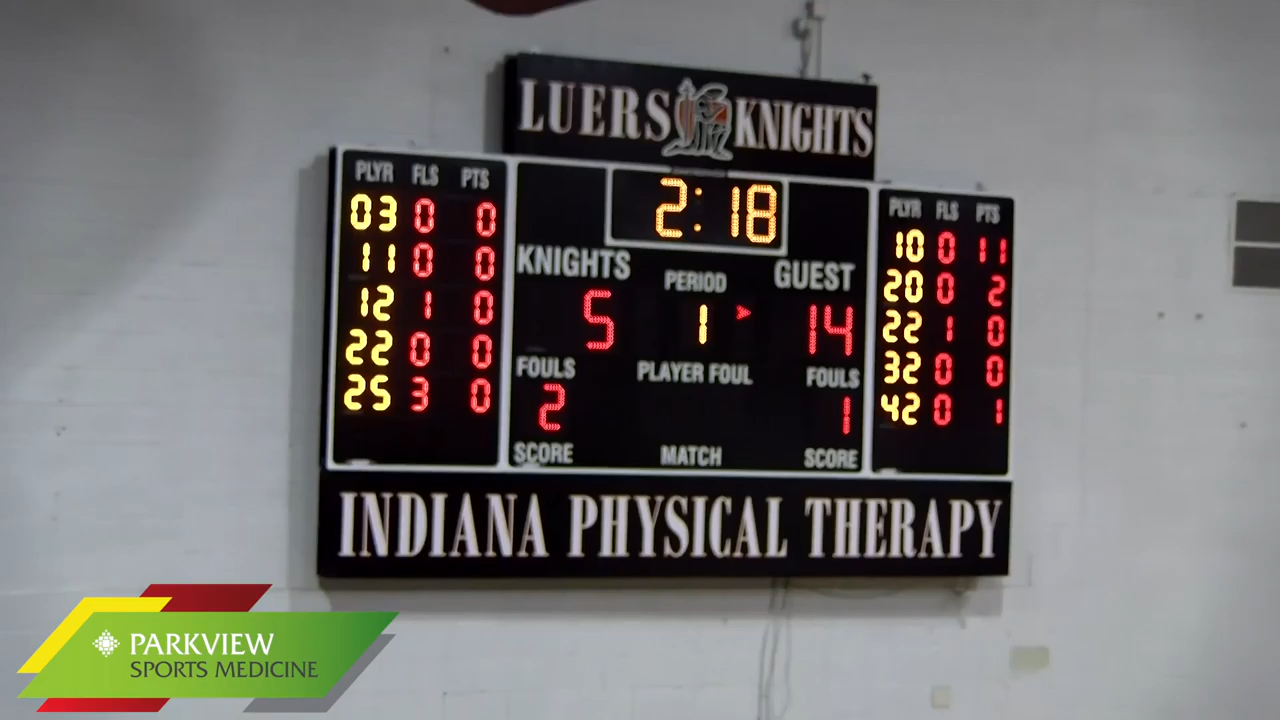 LUERS KNIGHTS
PLYR FLS PTS
03 0 0
11 0 0
12 1 0
22 0 0
25 3 0
2:18
KNIGHTS PERIOD GUEST
5 1 14
FOULS PLAYER FOUL FOULS
2 1
SCORE MATCH SCORE
PLYR FLS PTS
10 0 11
20 0 2
22 1 0
32 0 0
42 0 1
INDIANA PHYSICAL THERAPY
PARKVIEW
SPORTS MEDICINE